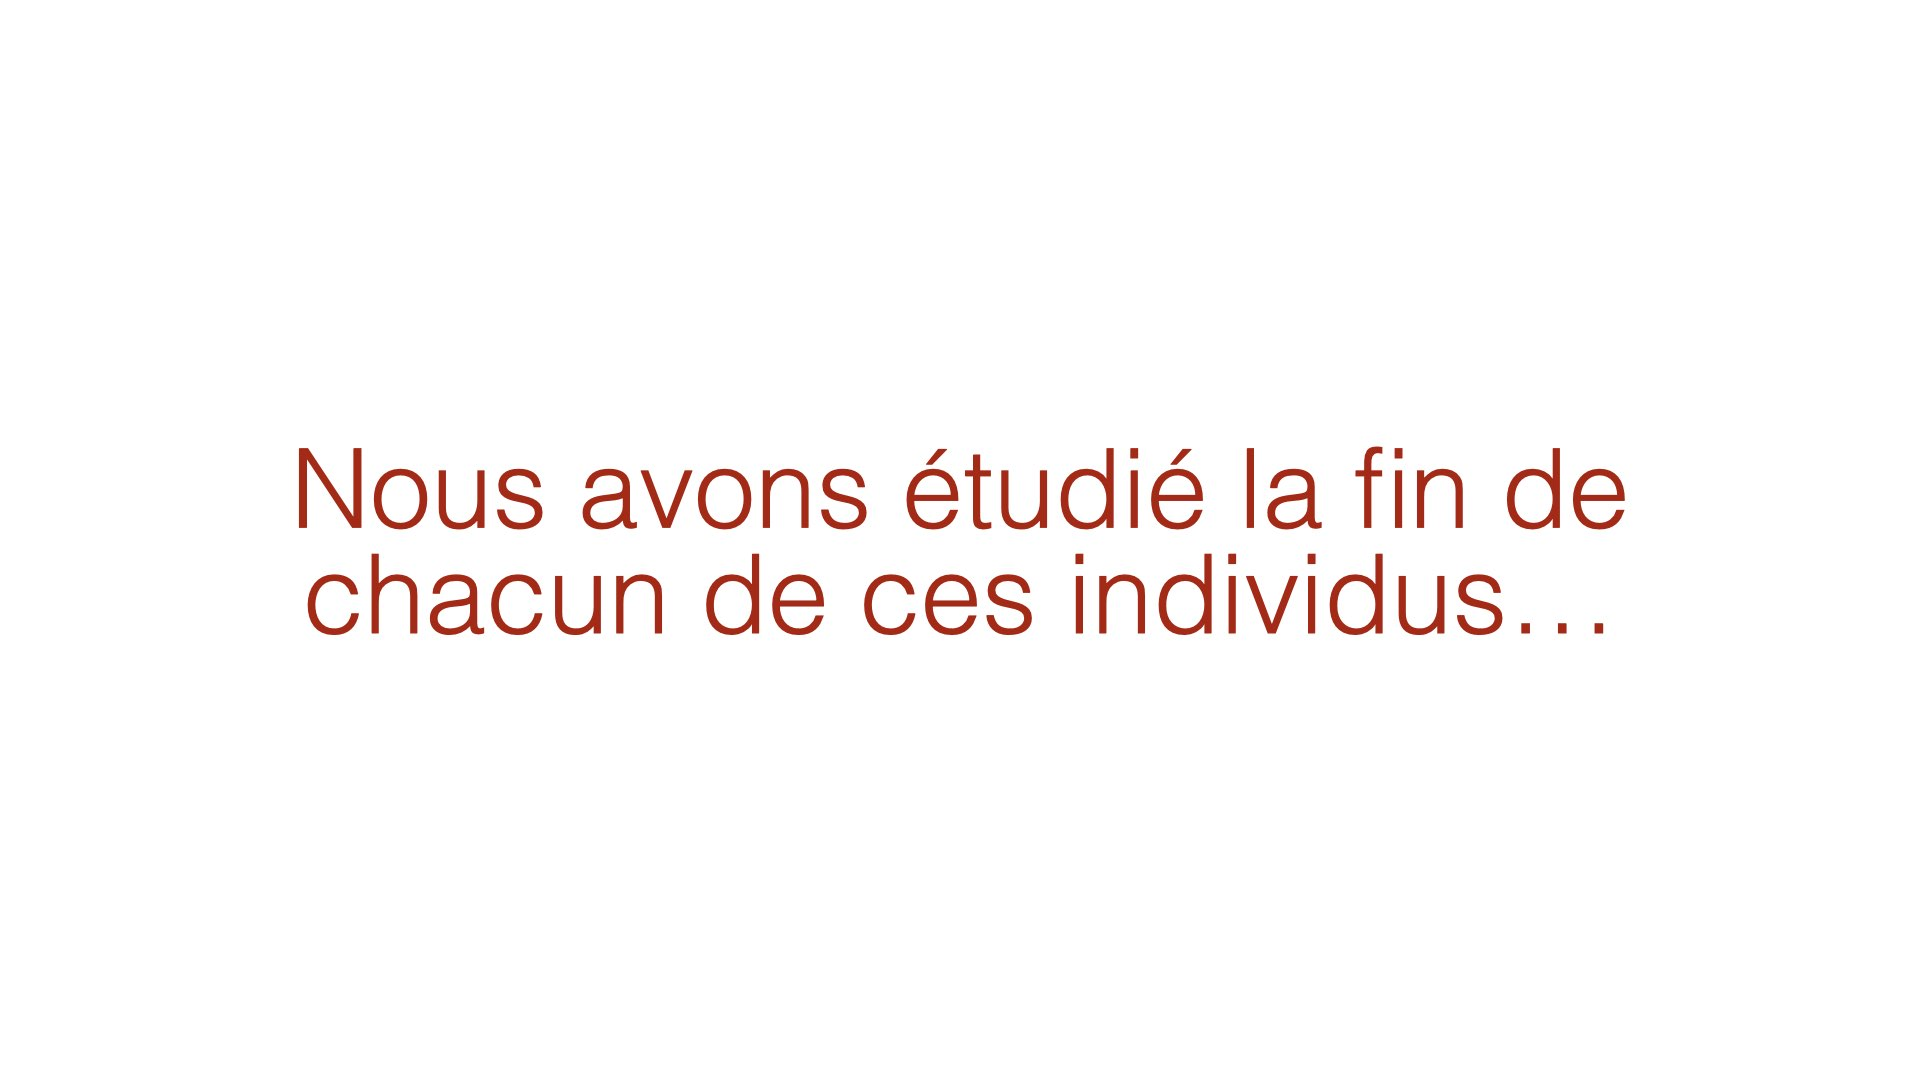 Nous avons étudié la fin de
chacun de ces individus…